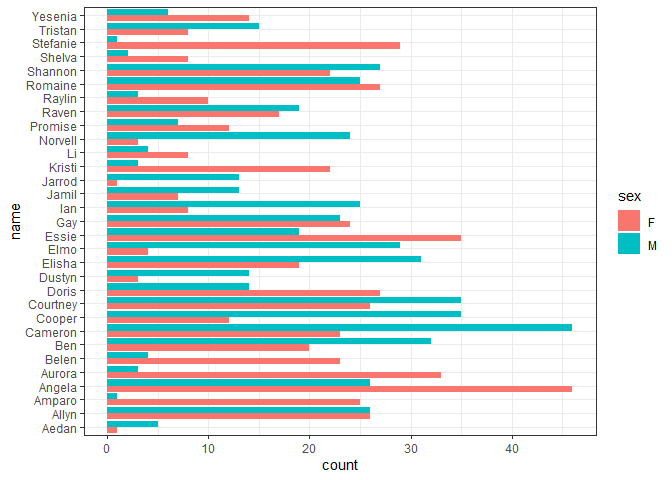 Yesenia
Tristan
Stefanie
Shelva
Shannon
Romaine
Raylin
Raven
Promise
Norvell
Li
Kristi
Jarrod
Jamil
Ian
Gay
Essie
Elmo
Elisha
Dustyn
Doris
Courtney
Cooper
Cameron
Ben
Belen
Aurora
Angela
Amparo
Allyn
Aedan
name
0 10 20 30 40
count
sex
F
M